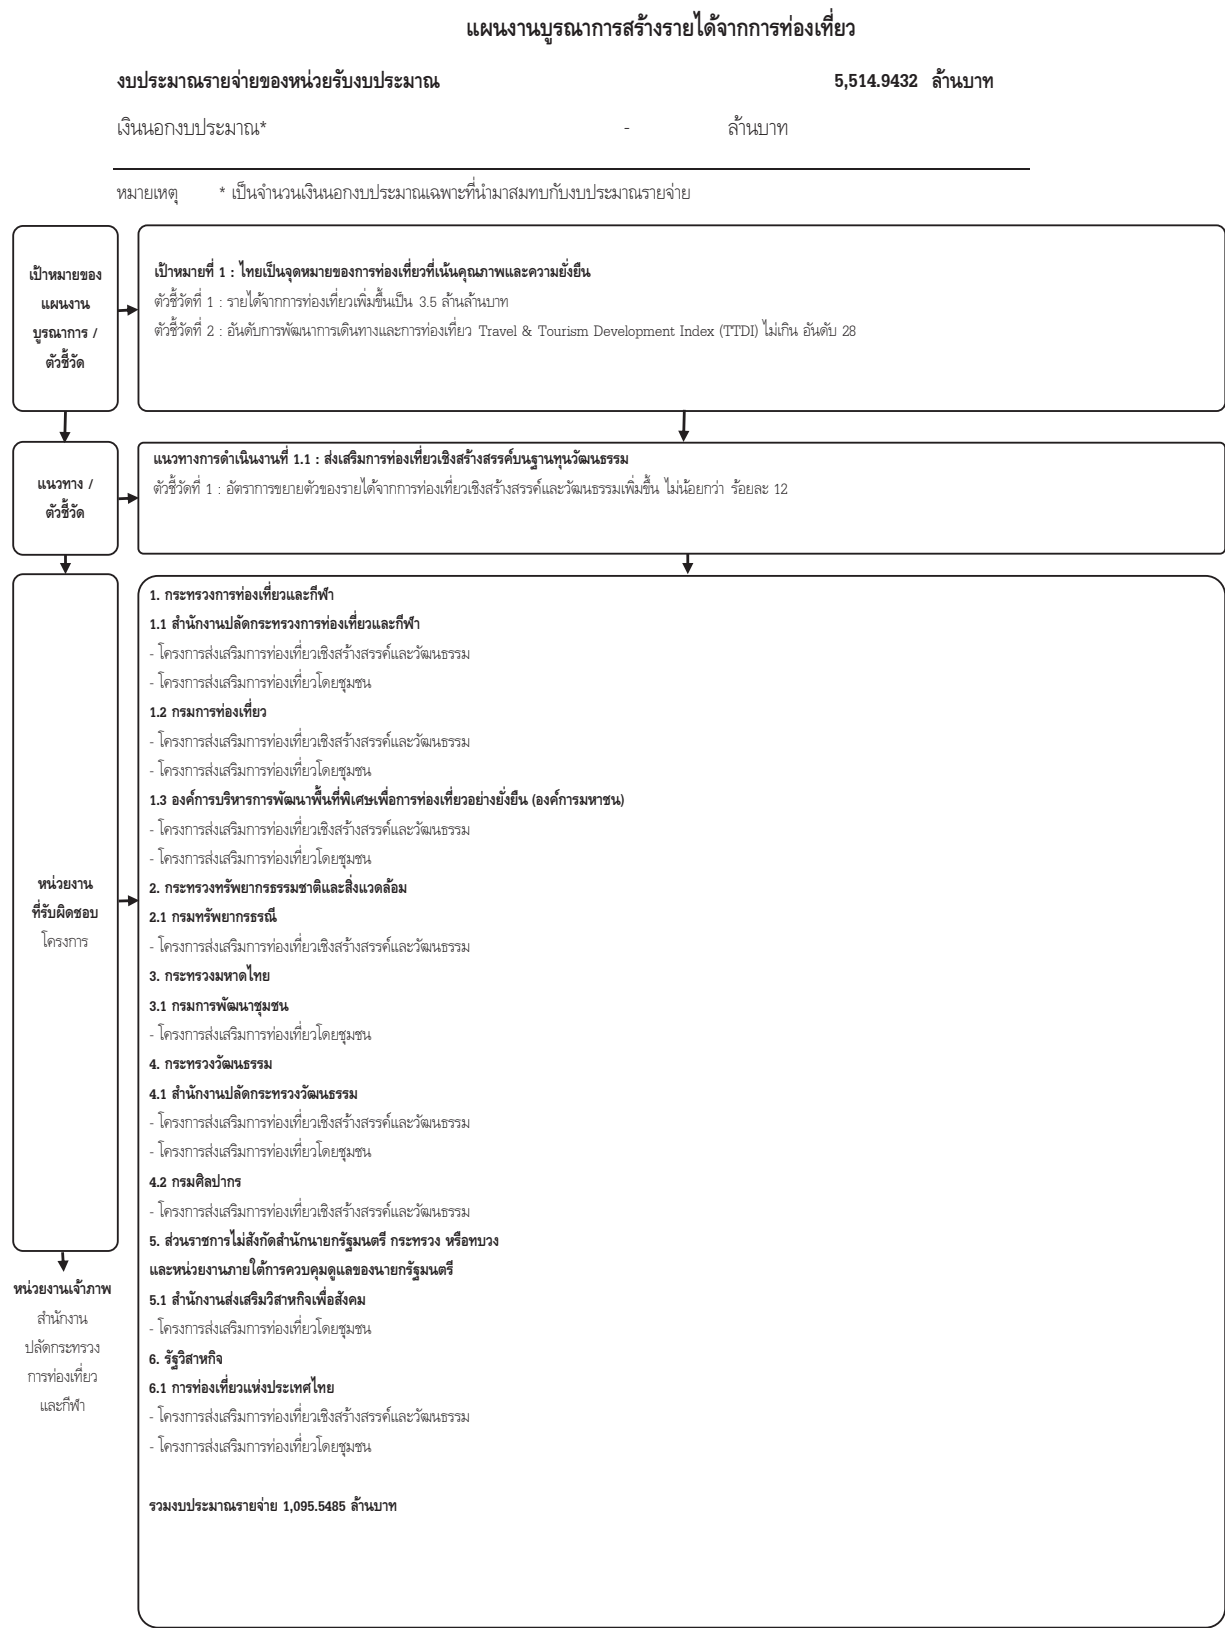 แผนงานบูรณาการสร้างรายได้จากการท่องเที่ยว
งบประมาณรายจ่ายของหน่วยรับงบประมาณ 5,514.9432 ล้านบาท
เงินนอกงบประมาณ* - ล้านบาท
หมายเหตุ * เป็นจำนวนเงินนอกงบประมาณเฉพาะที่นำมาสมทบกับงบประมาณรายจ่าย
เป้าหมายของ
แผนงาน
บูรณาการ /
ตัวชี้วัด
เป้าหมายที่ 1 : ไทยเป็นจุดหมายของการท่องเที่ยวที่เน้นคุณภาพและความยั่งยืน
ตัวชี้วัดที่ 1 : รายได้จากการท่องเที่ยวเพิ่มขึ้นเป็น 3.5 ล้านล้านบาท
ตัวชี้วัดที่ 2 : อันดับการพัฒนาการเดินทางและการท่องเที่ยว Travel & Tourism Development Index (TTDI) ไม่เกิน อันดับ 28
แนวทาง /
ตัวชี้วัด
แนวทางการดำเนินงานที่ 1.1 : ส่งเสริมการท่องเที่ยวเชิงสร้างสรรค์บนฐานทุนวัฒนธรรม
ตัวชี้วัดที่ 1 : อัตราการขยายตัวของรายได้จากการท่องเที่ยวเชิงสร้างสรรค์และวัฒนธรรมเพิ่มขึ้น ไม่น้อยกว่า ร้อยละ 12
หน่วยงาน
ที่รับผิดชอบ
โครงการ
1. กระทรวงการท่องเที่ยวและกีฬา
1.1 สำนักงานปลัดกระทรวงการท่องเที่ยวและกีฬา
- โครงการส่งเสริมการท่องเที่ยวเชิงสร้างสรรค์และวัฒนธรรม
- โครงการส่งเสริมการท่องเที่ยวโดยชุมชน
1.2 กรมการท่องเที่ยว
- โครงการส่งเสริมการท่องเที่ยวเชิงสร้างสรรค์และวัฒนธรรม
- โครงการส่งเสริมการท่องเที่ยวโดยชุมชน
1.3 องค์การบริหารการพัฒนาพื้นที่พิเศษเพื่อการท่องเที่ยวอย่างยั่งยืน (องค์การมหาชน)
- โครงการส่งเสริมการท่องเที่ยวเชิงสร้างสรรค์และวัฒนธรรม
- โครงการส่งเสริมการท่องเที่ยวโดยชุมชน
2. กระทรวงทรัพยากรธรรมชาติและสิ่งแวดล้อม
2.1 กรมทรัพยากรธรณี
- โครงการส่งเสริมการท่องเที่ยวเชิงสร้างสรรค์และวัฒนธรรม
3. กระทรวงมหาดไทย
3.1 กรมการพัฒนาชุมชน
- โครงการส่งเสริมการท่องเที่ยวโดยชุมชน
4. กระทรวงวัฒนธรรม
4.1 สำนักงานปลัดกระทรวงวัฒนธรรม
- โครงการส่งเสริมการท่องเที่ยวเชิงสร้างสรรค์และวัฒนธรรม
- โครงการส่งเสริมการท่องเที่ยวโดยชุมชน
4.2 กรมศิลปากร
- โครงการส่งเสริมการท่องเที่ยวเชิงสร้างสรรค์และวัฒนธรรม
5. ส่วนราชการไม่สังกัดสำนักนายกรัฐมนตรี กระทรวง หรือทบวง
และหน่วยงานภายใต้การควบคุมดูแลของนายกรัฐมนตรี
5.1 สำนักงานส่งเสริมวิสาหกิจเพื่อสังคม
- โครงการส่งเสริมการท่องเที่ยวโดยชุมชน
6. รัฐวิสาหกิจ
6.1 การท่องเที่ยวแห่งประเทศไทย
- โครงการส่งเสริมการท่องเที่ยวเชิงสร้างสรรค์และวัฒนธรรม
- โครงการส่งเสริมการท่องเที่ยวโดยชุมชน
รวมงบประมาณรายจ่าย 1,095.5485 ล้านบาท
หน่วยงานเจ้าภาพ
สำนักงาน
ปลัดกระทรวง
การท่องเที่ยว
และกีฬา